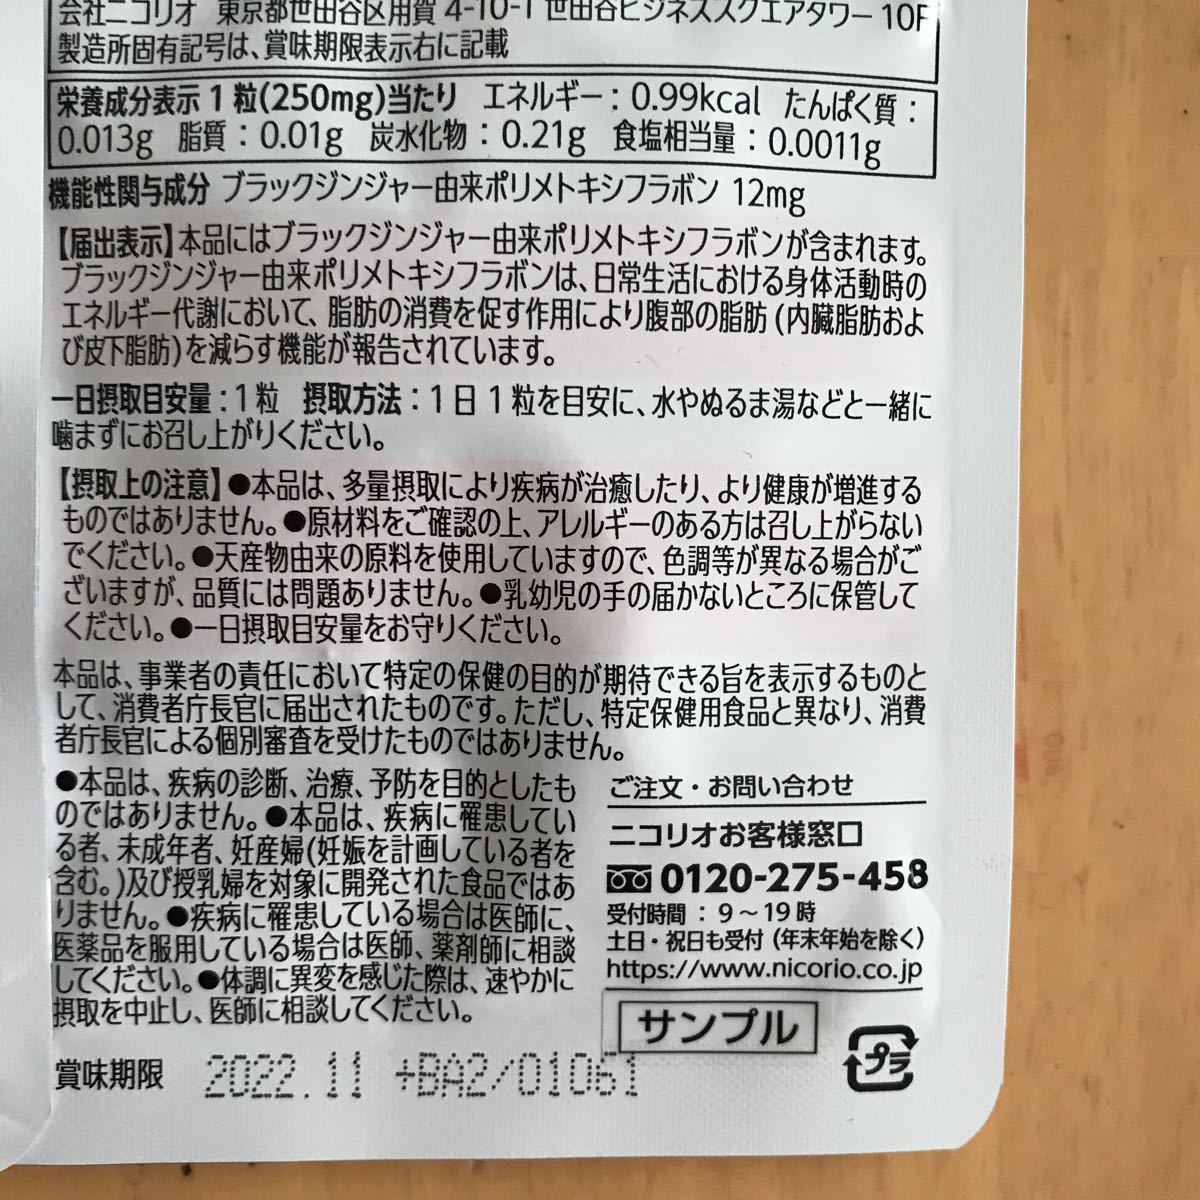 会社ニコリオ 東京都世田谷区用賀 4-10-1 世田谷ビジネススクエアタワー 10F
製造所固有記号は、賞味期限表示右に記載
栄養成分表示 1 粒(250mg)当たり エネルギー：0.99kcal たんぱく質：
0.013g 脂質：0.01g 炭水化物：0.21g 食塩相当量：0.0011g
機能性関与成分 ブラックジンジャー由来ポリメトキシフラボン 12mg
【届出表示】本品にはブラックジンジャー由来ポリメトキシフラボンが含まれます。
ブラックジンジャー由来ポリメトキシフラボンは、日常生活における身体活動時の
エネルギー代謝において、脂肪の消費を促す作用により腹部の脂肪 (内臓脂肪およ
び皮下脂肪)を減らす機能が報告されています。
一日摂取目安量：1 粒 摂取方法：1 日 1 粒を目安に、水やぬるま湯などと一緒に
噛まずにお召し上がりください。
【摂取上の注意】●本品は、多量摂取により疾病が治癒したり、より健康が増進する
ものではありません。●原材料をご確認の上、アレルギーのある方は召し上がらない
でください。●天産物由来の原料を使用していますので、色調等が異なる場合がご
ざいますが、品質には問題ありません。●乳幼児の手の届かないところに保管して
ください。●一日摂取目安量をお守りください。
本品は、事業者の責任において特定の保健の目的が期待できる旨を表示するものと
して、消費者庁長官に届出されたものです。ただし、特定保健用食品と異なり、消費
者庁長官による個別審査を受けたものではありません。
●本品は、疾病の診断、治療、予防を目的としたも
のではありません。●本品は、疾病に罹患してい
る者、未成年者、妊産婦(妊娠を計画している者を
含む。)及び授乳婦を対象に開発された食品ではあ
りません。●疾病に罹患している場合は医師に、
医薬品を服用している場合は医師、薬剤師に相談
してください。●体調に異変を感じた際は、速やかに
摂取を中止し、医師に相談してください。
ご注文・お問い合わせ
ニコリオお客様窓口
0120-275-458
受付時間：9～19時
土日・祝日も受付 (年末年始を除く)
https://www.nicorio.co.jp
サンプル
プラ
賞味期限 2022.11 +BA2/01061